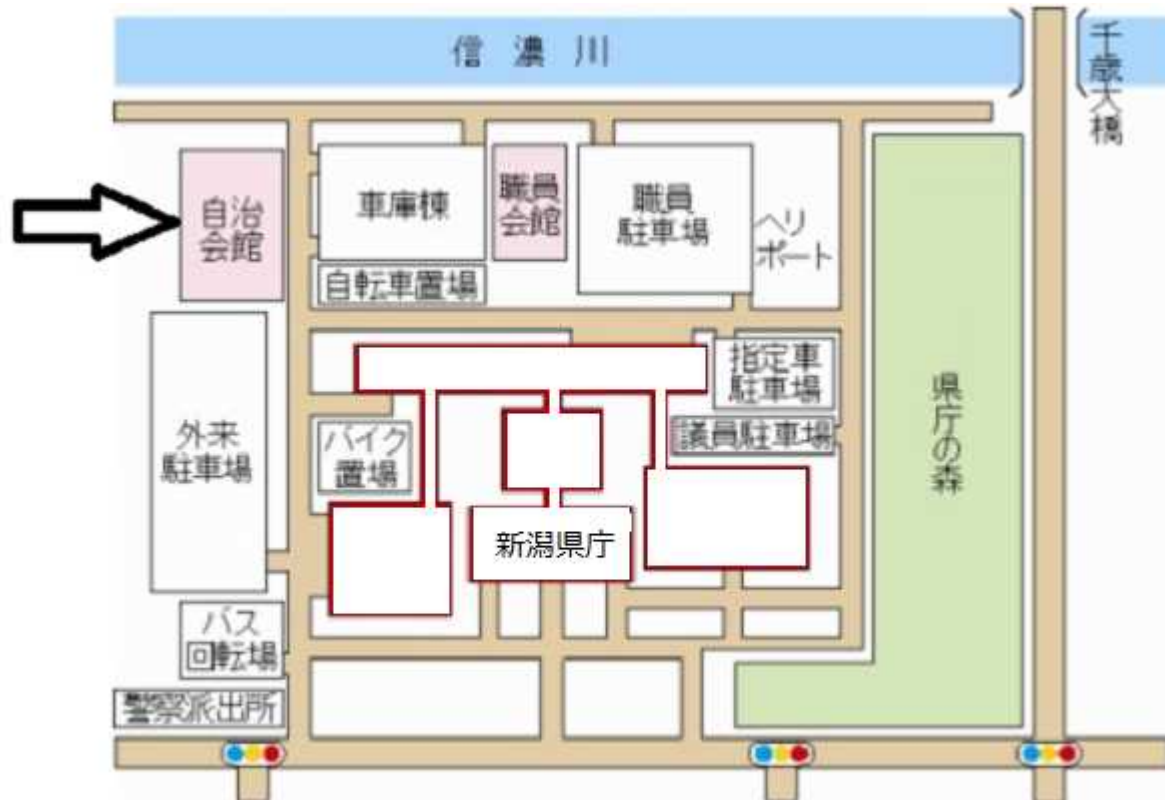 信濃川
千歳大橋
自治
会館
車庫棟
職員
会館
職員
駐車場
ヘリ
ポート
自転車置場
指定車
駐車場
議員駐車場
県庁の森
外来
駐車場
バイク
置場
新潟県庁
バス
回転場
警察派出所